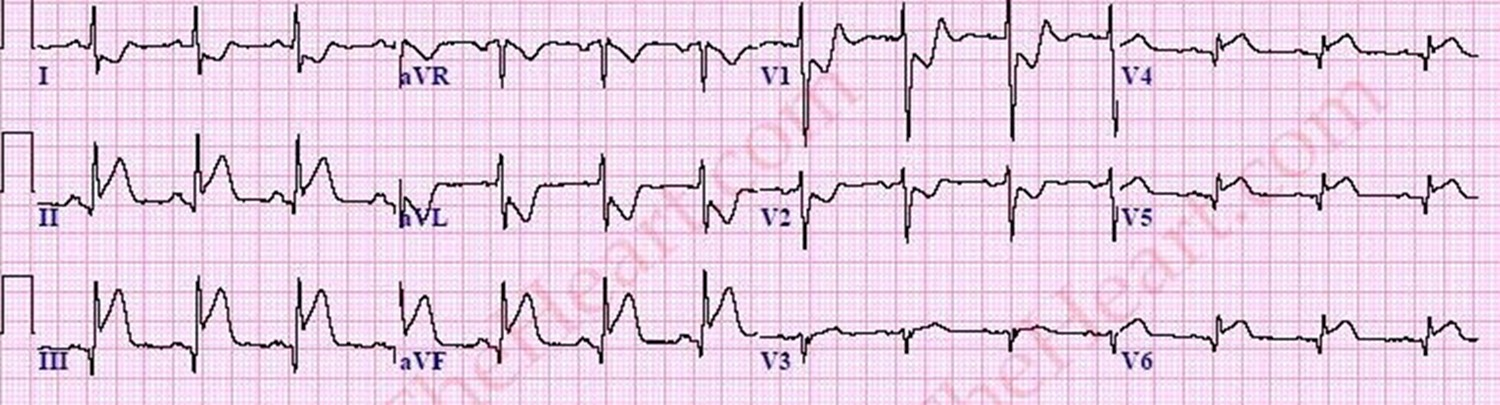 I aVR V1 V4
II aVL V2 V5
III aVF V3 V6
TheHeart.com
TheHeart.com